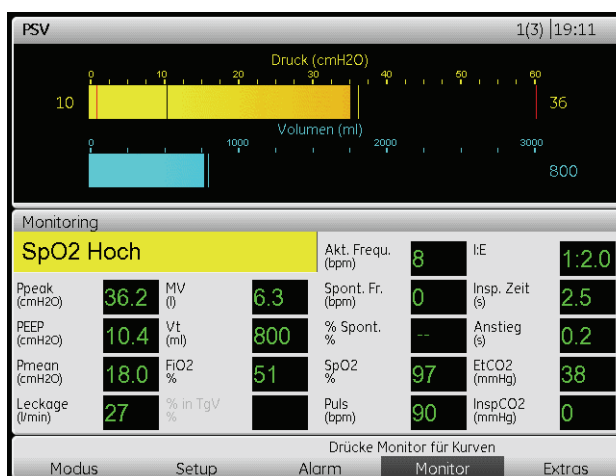 PSV 1(3) 19:11
Druck (cmH2O)
0 10 20 30 40 50 60
10 36
Volumen (ml)
0 1000 2000 3000
800
Monitoring
SpO2 Hoch
Akt. Frequ. (bpm) 8 I:E 1:2.0
Ppeak (cmH2O) 36.2 MV (l) 6.3 Spont. Fr. (bpm) 0 Insp. Zeit (s) 2.5
PEEP (cmH2O) 10.4 Vt (ml) 800 % Spont. % -- Anstieg (s) 0.2
Pmean (cmH2O) 18.0 FiO2 % 51 SpO2 % 97 EtCO2 (mmHg) 38
Leckage (l/min) 27 % in TgV % Puls (bpm) 90 InspCO2 (mmHg) 0
Drücke Monitor für Kurven
Modus Setup Alarm Monitor Extras